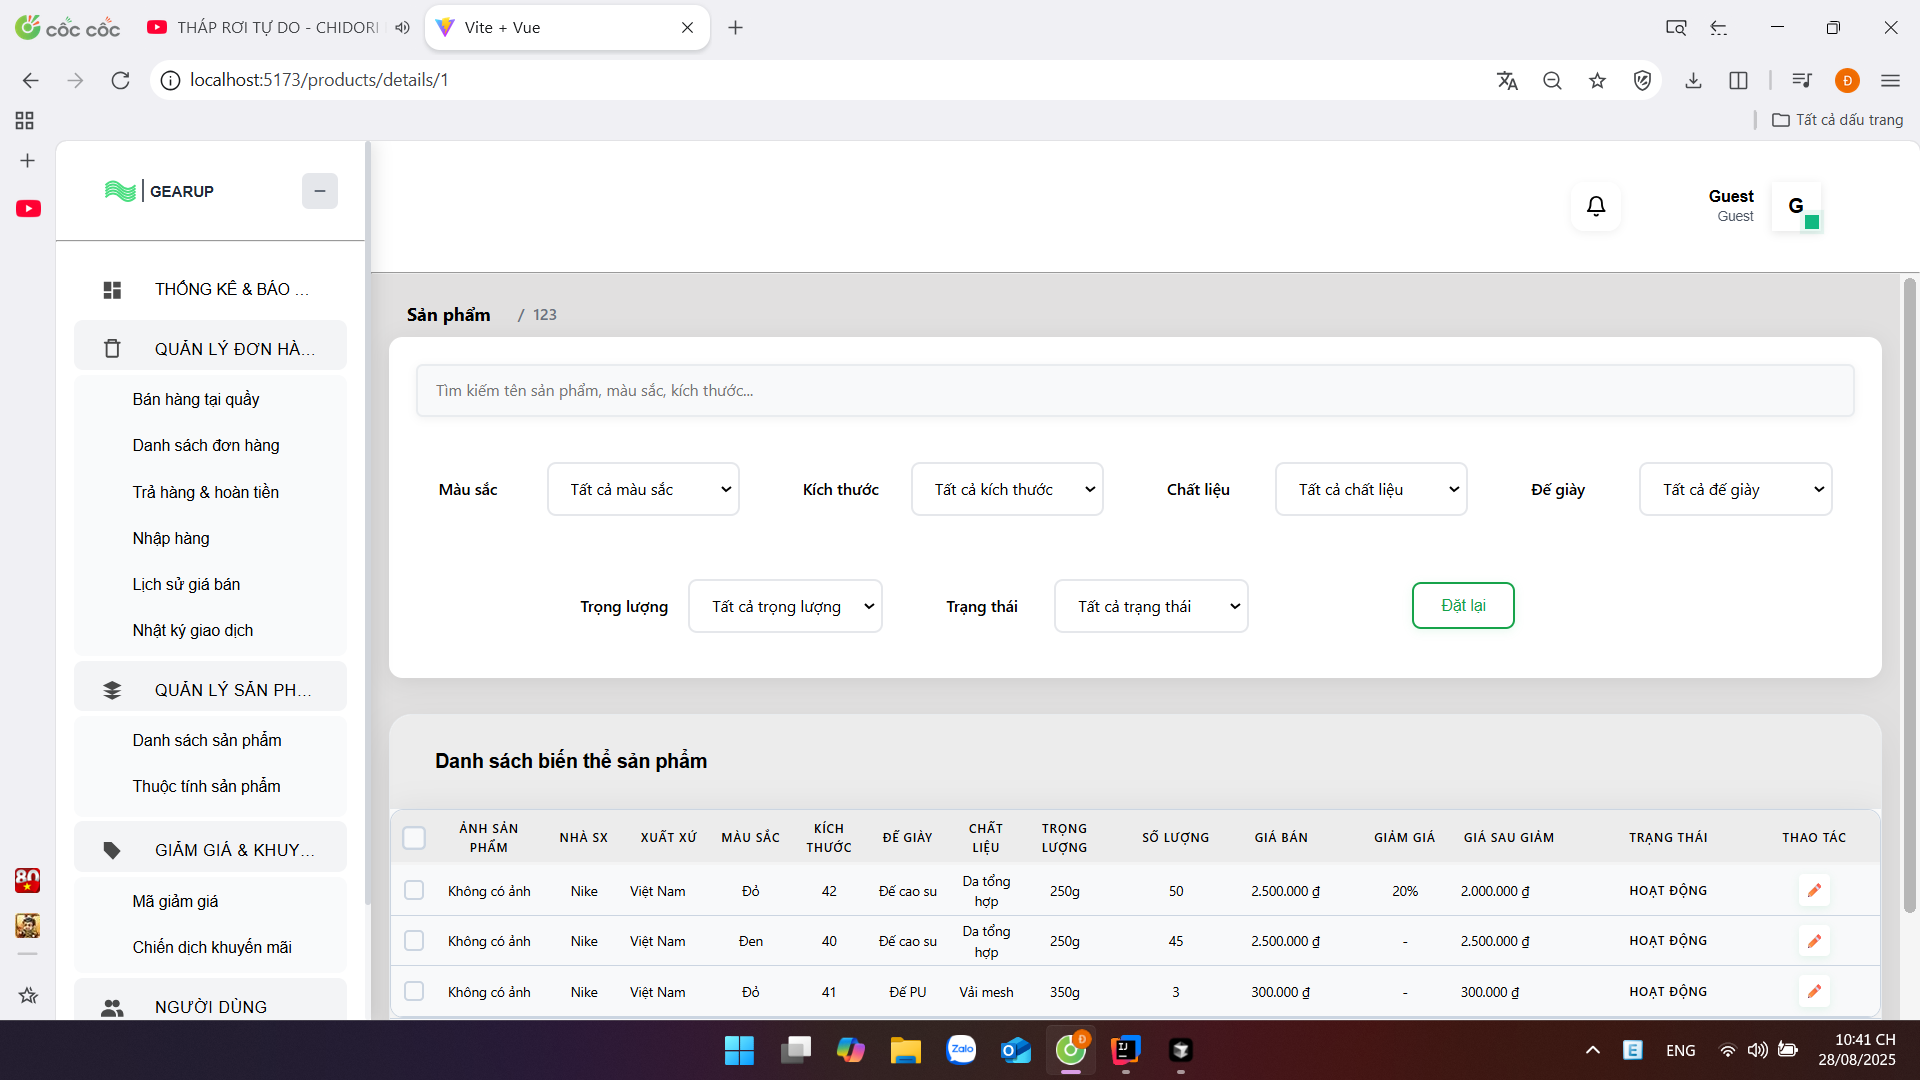 cốc cốc
THÁP RƠI TỰ DO - CHIDORI
Vite + Vue
localhost:5173/products/details/1
Đ
Tất cả dấu trang
GEARUP
Guest
Guest
G
THỐNG KÊ & BÁO ...
QUẢN LÝ ĐƠN HÀ...
Bán hàng tại quầy
Danh sách đơn hàng
Trả hàng & hoàn tiền
Nhập hàng
Lịch sử giá bán
Nhật ký giao dịch
QUẢN LÝ SẢN PH...
Danh sách sản phẩm
Thuộc tính sản phẩm
GIẢM GIÁ & KHUY...
Mã giảm giá
Chiến dịch khuyến mãi
NGƯỜI DÙNG
80
Sản phẩm / 123
Tìm kiếm tên sản phẩm, màu sắc, kích thước...
Màu sắc Tất cả màu sắc Kích thước Tất cả kích thước Chất liệu Tất cả chất liệu Đế giày Tất cả đế giày
Trọng lượng Tất cả trọng lượng Trạng thái Tất cả trạng thái Đặt lại
Danh sách biến thể sản phẩm
ẢNH SẢN PHẨM NHÀ SX XUẤT XỨ MÀU SẮC KÍCH THƯỚC ĐẾ GIÀY CHẤT LIỆU TRỌNG LƯỢNG SỐ LƯỢNG GIÁ BÁN GIẢM GIÁ GIÁ SAU GIẢM TRẠNG THÁI THAO TÁC
Không có ảnh Nike Việt Nam Đỏ 42 Đế cao su Da tổng hợp 250g 50 2.500.000 ₫ 20% 2.000.000 ₫ HOẠT ĐỘNG
Không có ảnh Nike Việt Nam Đen 40 Đế cao su Da tổng hợp 250g 45 2.500.000 ₫ - 2.500.000 ₫ HOẠT ĐỘNG
Không có ảnh Nike Việt Nam Đỏ 41 Đế PU Vải mesh 350g 3 300.000 ₫ - 300.000 ₫ HOẠT ĐỘNG
Zalo
Đ
E
ENG
10:41 CH
28/08/2025